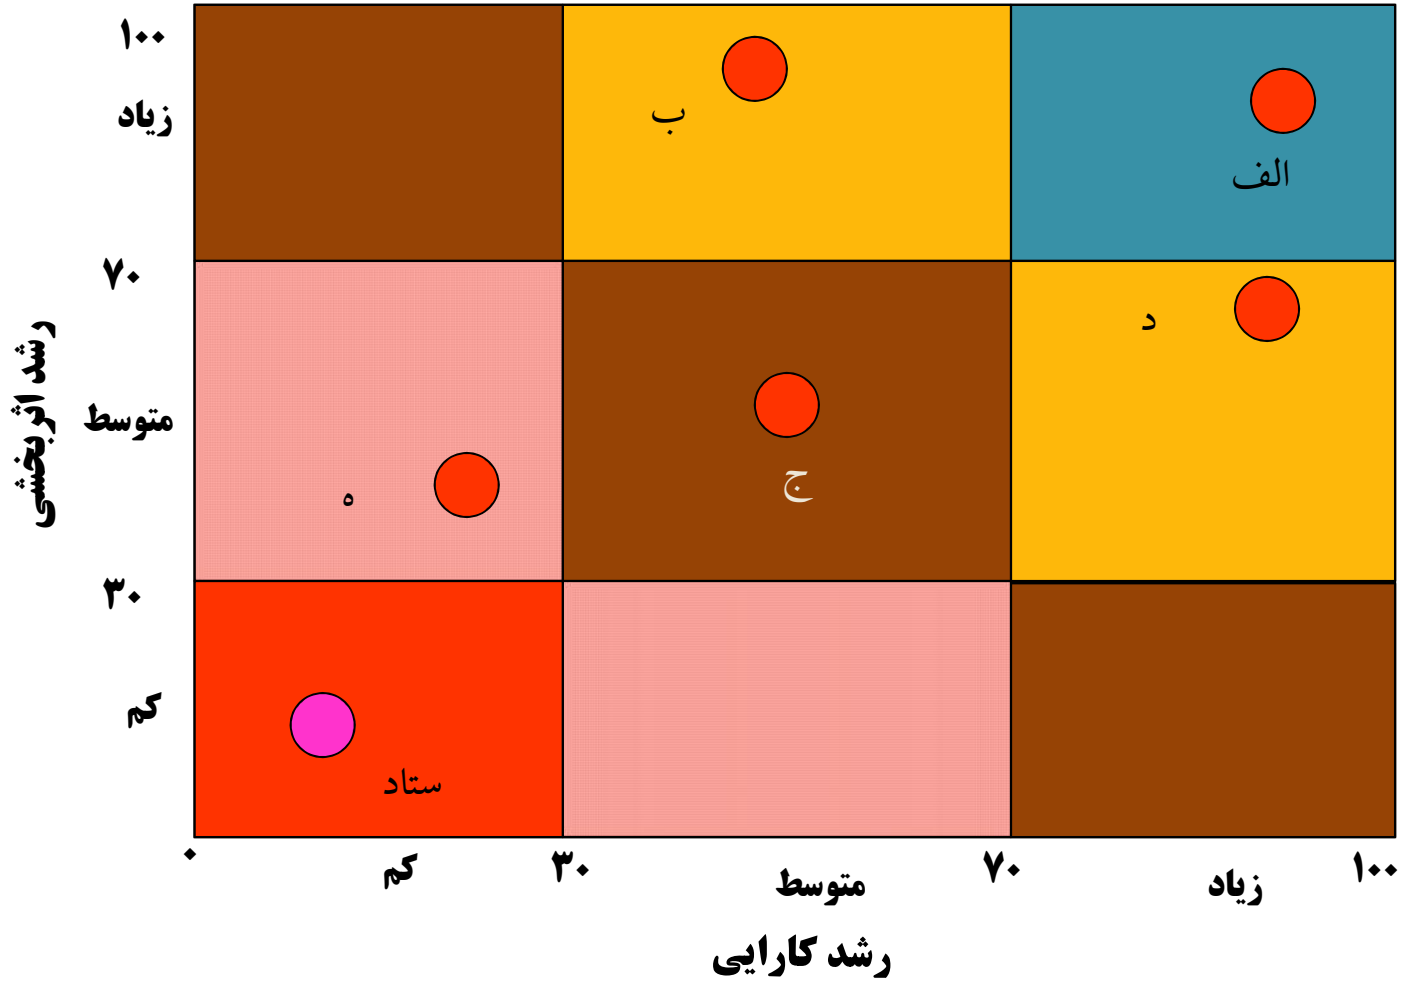 ۱۰۰
زیاد
ب
الف
۷۰
د
رشد اثربخشی
متوسط
ج
ه
۳۰
کم
ستاد
۰
کم
۳۰
متوسط
۷۰
زیاد
۱۰۰
رشد کارایی